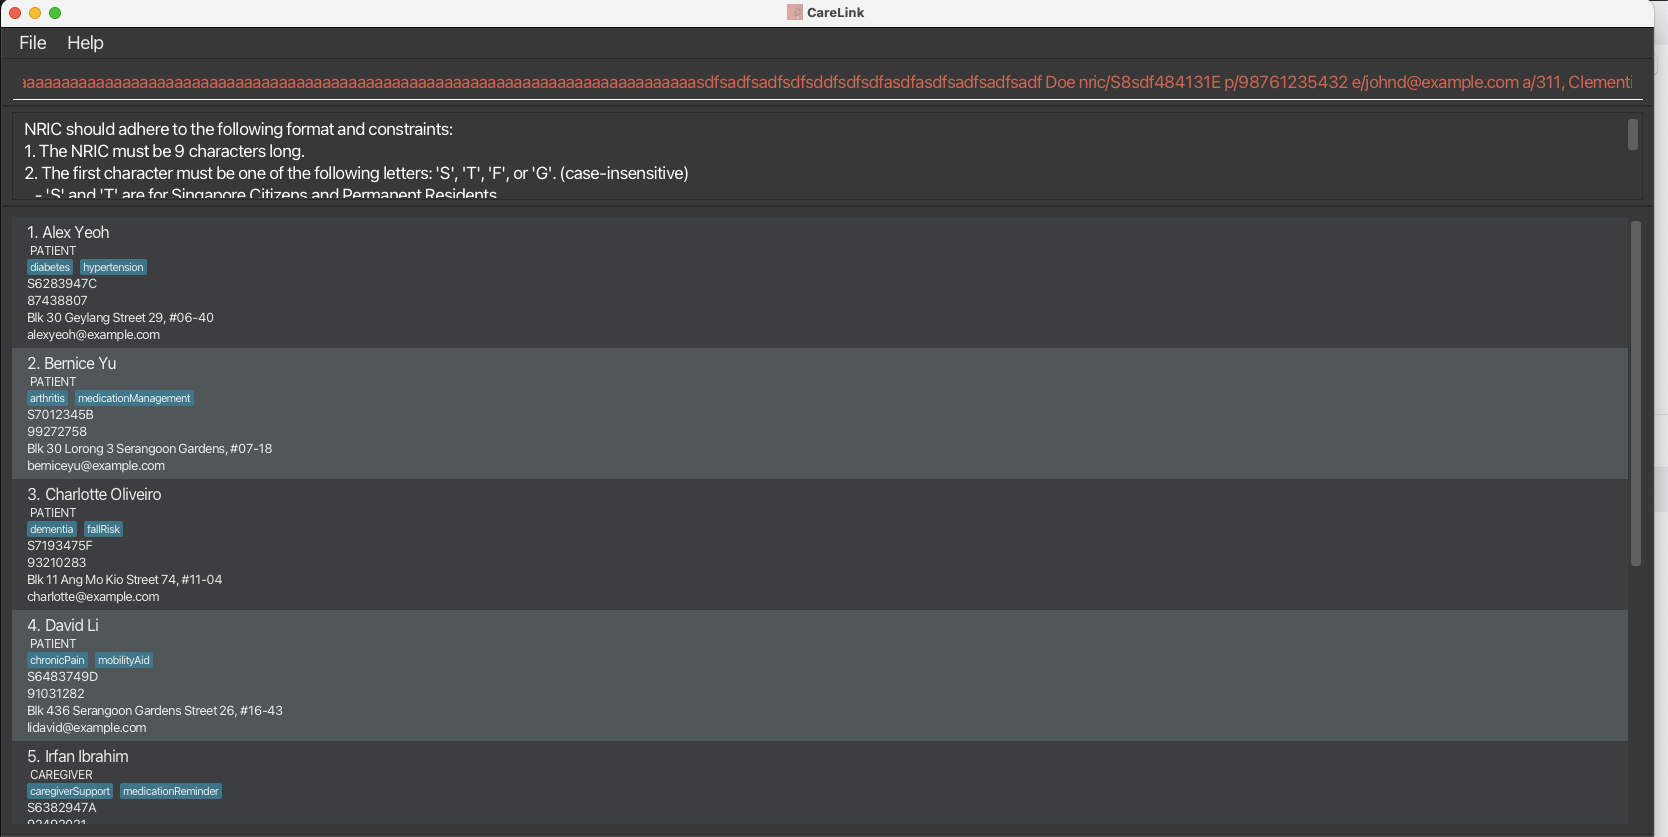 CareLink
File Help
aaaaaaaaaaaaaaaaaaaaaaaaaaaaaaaaaaaaaaaaaaaaaaaaaaaaaaaaaaaaaaaaaaaaaaaaaaaaasdfsadfsadfsdfsddfsdfsdfasdfasdfsadfsadfsadf Doe nric/S8sdf484131E p/98761235432 e/johnd@example.com a/311, Clementi
NRIC should adhere to the following format and constraints:
1. The NRIC must be 9 characters long.
2. The first character must be one of the following letters: 'S', 'T', 'F', or 'G'. (case-insensitive)
- 'S' and 'T' are for Singapore Citizens and Permanent Residents
1. Alex Yeoh
PATIENT
diabetes hypertension
S6283947C
87438807
Blk 30 Geylang Street 29, #06-40
alexyeoh@example.com
2. Bernice Yu
PATIENT
arthritis medicationManagement
S7012345B
99272758
Blk 30 Lorong 3 Serangoon Gardens, #07-18
berniceyu@example.com
3. Charlotte Oliveiro
PATIENT
dementia fallRisk
S7193475F
93210283
Blk 11 Ang Mo Kio Street 74, #11-04
charlotte@example.com
4. David Li
PATIENT
chronicPain mobilityAid
S6483749D
91031282
Blk 436 Serangoon Gardens Street 26, #16-43
lidavid@example.com
5. Irfan Ibrahim
CAREGIVER
caregiverSupport medicationReminder
S6382947A